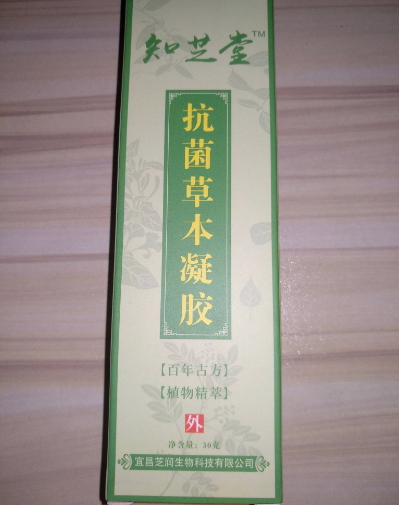 知芝堂™
抗菌草本凝胶
【百年古方】
【植物精萃】
外
净含量：30克
宜昌芝润生物科技有限公司